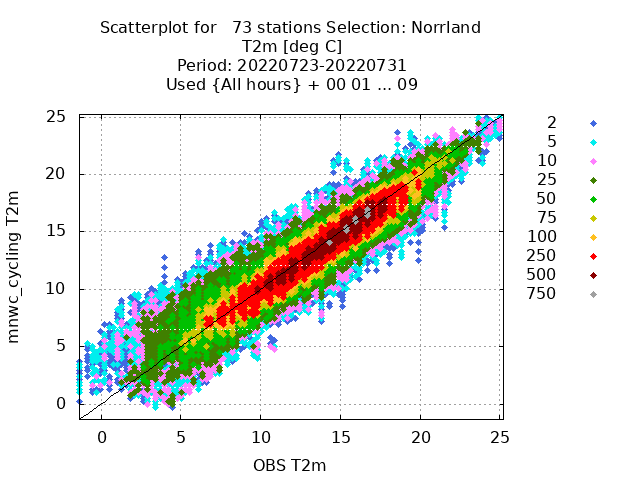 Scatterplot for   73 stations Selection: Norrland
T2m [deg C]
Period: 20220723-20220731
Used {All hours} + 00 01 ... 09
25
20
15
10
5
0
mnwc_cycling T2m
0 5 10 15 20 25
OBS T2m
2
5
10
25
50
75
100
250
500
750